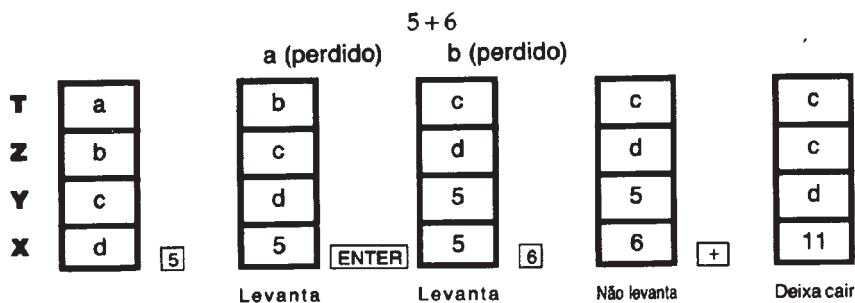 5+6
a (perdido) b (perdido)
T a b c c c
Z b c d d c
Y c d 5 5 d
X d 5 5 ENTER 5 6 6 + 11
Levanta Levanta Não levanta Deixa cair